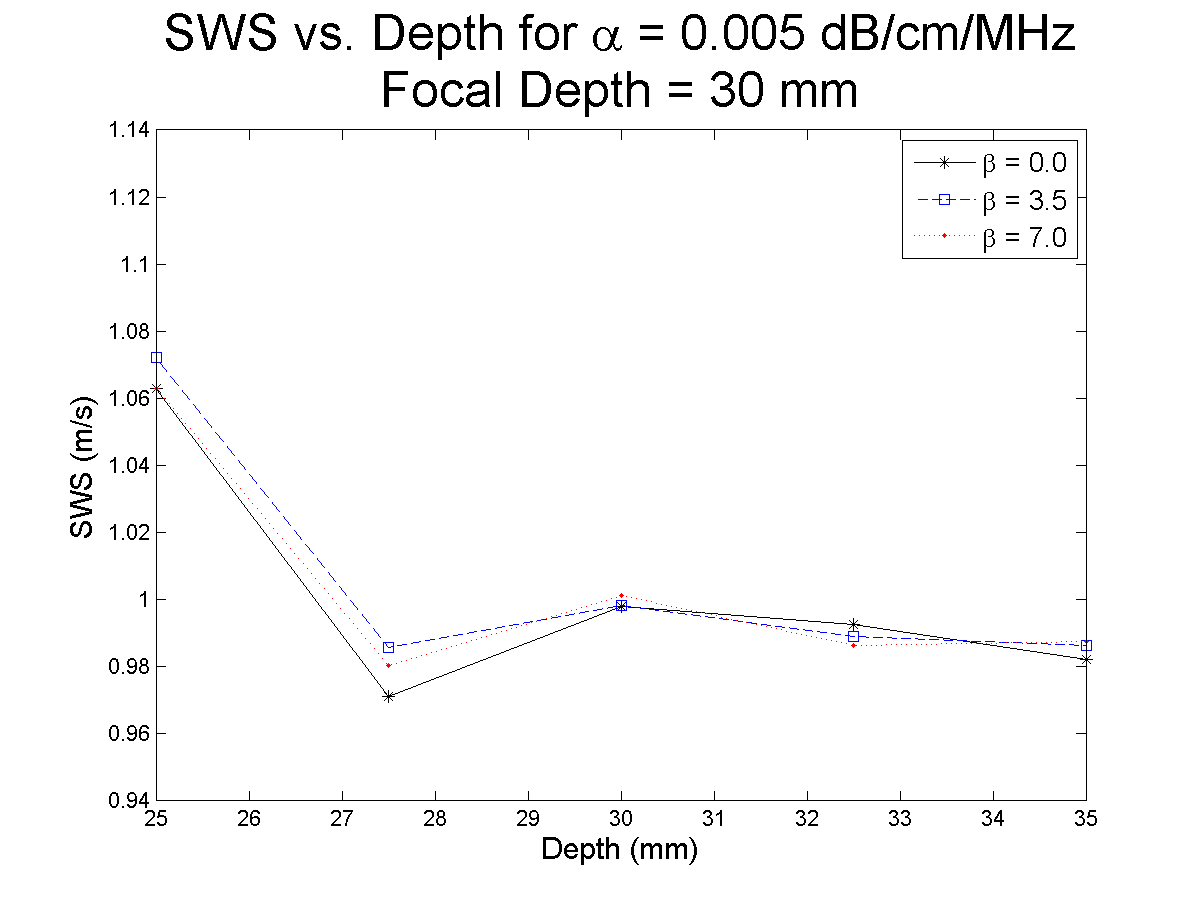 SWS vs. Depth for α = 0.005 dB/cm/MHz
Focal Depth = 30 mm
β = 0.0
β = 3.5
β = 7.0
1.14
1.12
1.1
1.08
1.06
1.04
1.02
1
0.98
0.96
0.94
SWS (m/s)
25 26 27 28 29 30 31 32 33 34 35
Depth (mm)